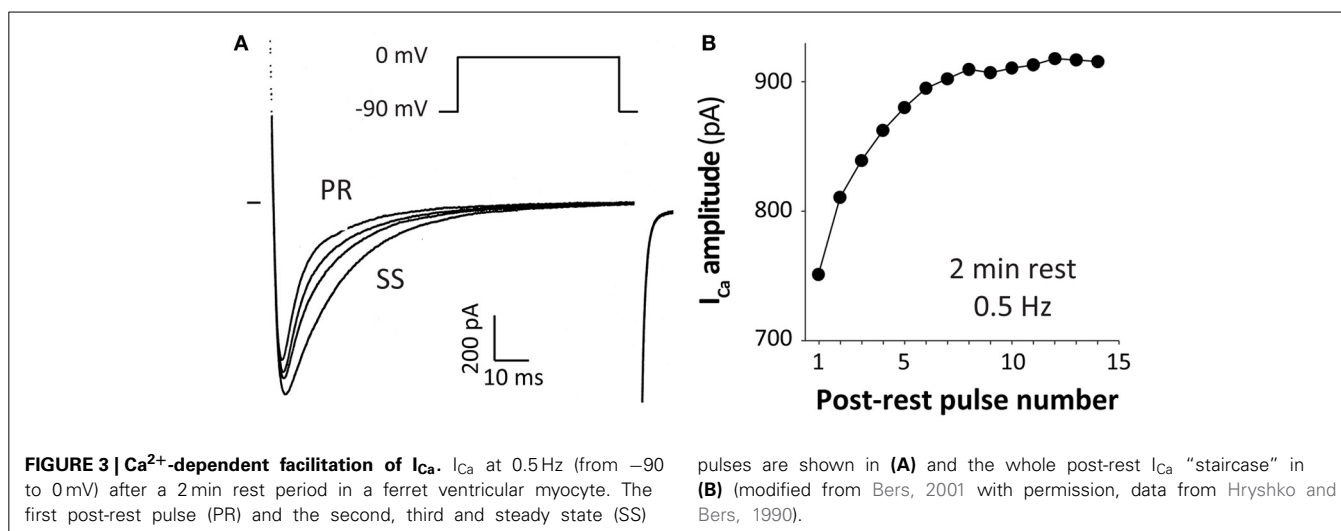 A
0 mV
-90 mV
PR
SS
200 pA
10 ms
B
I_Ca amplitude (pA)
900
800
700
2 min rest
0.5 Hz
1 5 10 15
Post-rest pulse number
FIGURE 3 | Ca²⁺-dependent facilitation of I_Ca. I_Ca at 0.5 Hz (from −90
to 0 mV) after a 2 min rest period in a ferret ventricular myocyte. The
first post-rest pulse (PR) and the second, third and steady state (SS)
pulses are shown in (A) and the whole post-rest I_Ca “staircase” in
(B) (modified from Bers, 2001 with permission, data from Hryshko and
Bers, 1990).